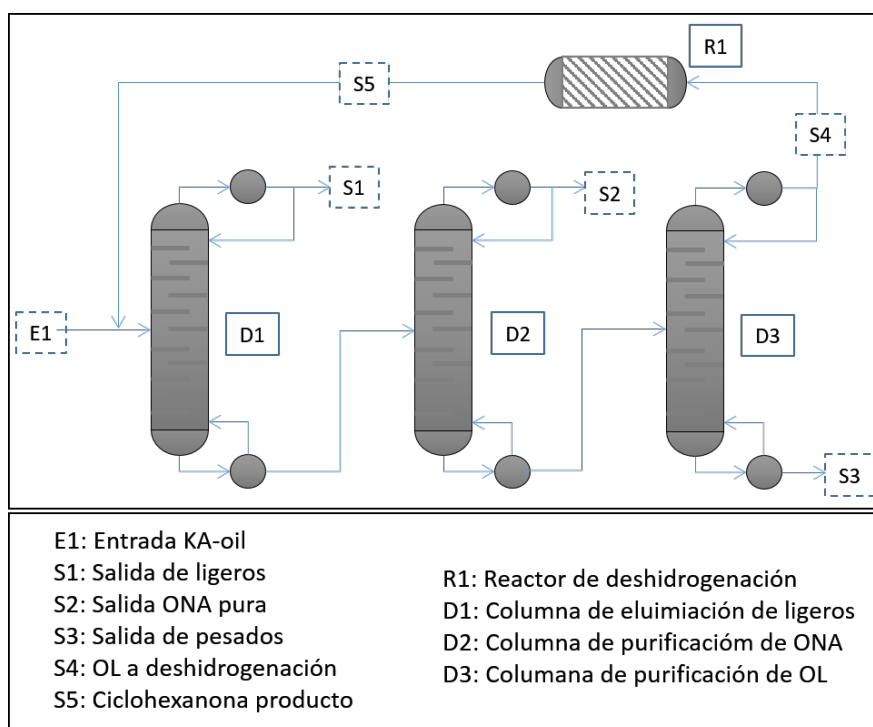 R1
S5
S4
S1
S2
E1
D1
D2
D3
S3
E1: Entrada KA-oil
S1: Salida de ligeros
S2: Salida ONA pura
S3: Salida de pesados
S4: OL a deshidrogenación
S5: Ciclohexanona producto
R1: Reactor de deshidrogenación
D1: Columna de eluimiación de ligeros
D2: Columna de purificacióm de ONA
D3: Columana de purificación de OL